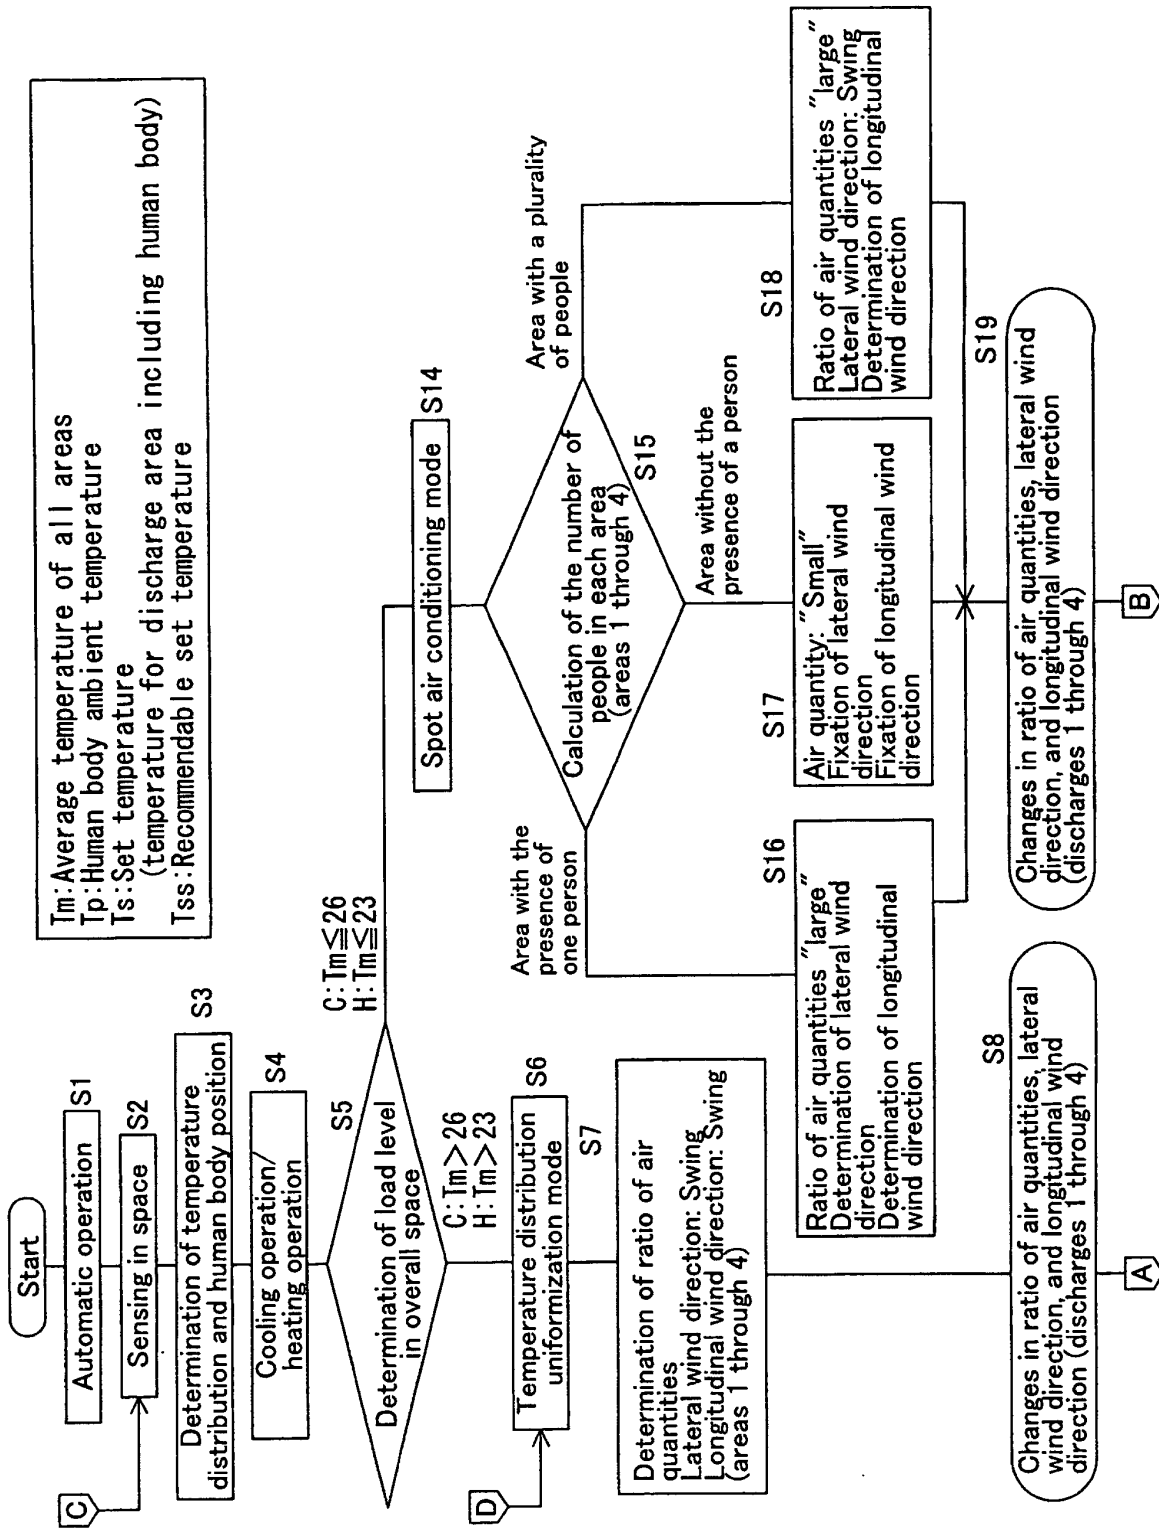 Tm:Average temperature of all areas
Tp:Human body ambient temperature
Ts:Set temperature
(temperature for discharge area including human body)
Tss:Recommendable set temperature
Start
Automatic operation
S1
C
Sensing in space
S2
Determination of temperature
distribution and human body position
S3
Cooling operation/
heating operation
S4
Determination of load level
in overall space
S5
C:Tm≦26
H:Tm≦23
C:Tm>26
H:Tm>23
D
Temperature distribution
uniformization mode
S6
Determination of ratio of air
quantities
Lateral wind direction: Swing
Longitudinal wind direction: Swing
(areas 1 through 4)
S7
Changes in ratio of air quantities, lateral
wind direction, and longitudinal wind
direction (discharges 1 through 4)
S8
A
Spot air conditioning mode
S14
Calculation of the number of
people in each area
(areas 1 through 4)
S15
Area with the
presence of
one person
Area without the
presence of a person
Area with a plurality
of people
S16
Ratio of air quantities "large"
Determination of lateral wind
direction
Determination of longitudinal
wind direction
S17
Air quantity: "Small"
Fixation of lateral wind
direction
Fixation of longitudinal wind
direction
S18
Ratio of air quantities "large"
Lateral wind direction: Swing
Determination of longitudinal
wind direction
S19
Changes in ratio of air quantities, lateral wind
direction, and longitudinal wind direction
(discharges 1 through 4)
B